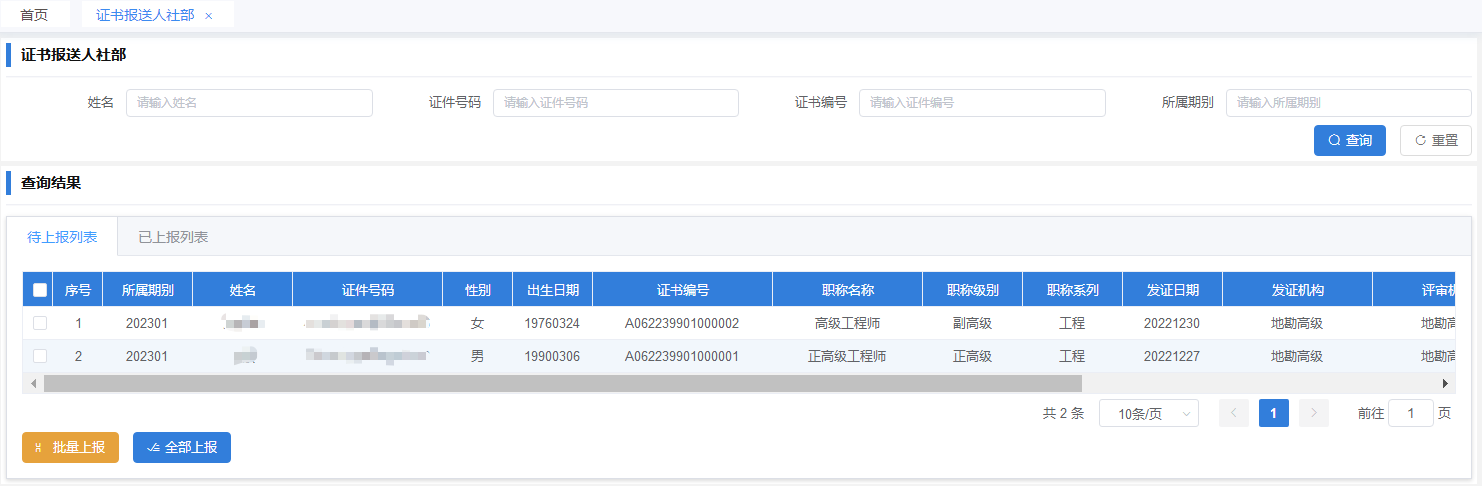 首页 证书报送人社部 ×
证书报送人社部
姓名 请输入姓名 证件号码 请输入证件号码 证书编号 请输入证件编号 所属期别 请输入所属期别
查询 重置
查询结果
待上报列表 已上报列表
序号 所属期别 姓名 证件号码 性别 出生日期 证书编号 职称名称 职称级别 职称系列 发证日期 发证机构 评审
1 202301 女 19760324 A062239901000002 高级工程师 副高级 工程 20221230 地勘高级 地勘
2 202301 男 19900306 A062239901000001 正高级工程师 正高级 工程 20221227 地勘高级 地勘
共 2 条 10条/页 1 前往 1 页
批量上报 全部上报